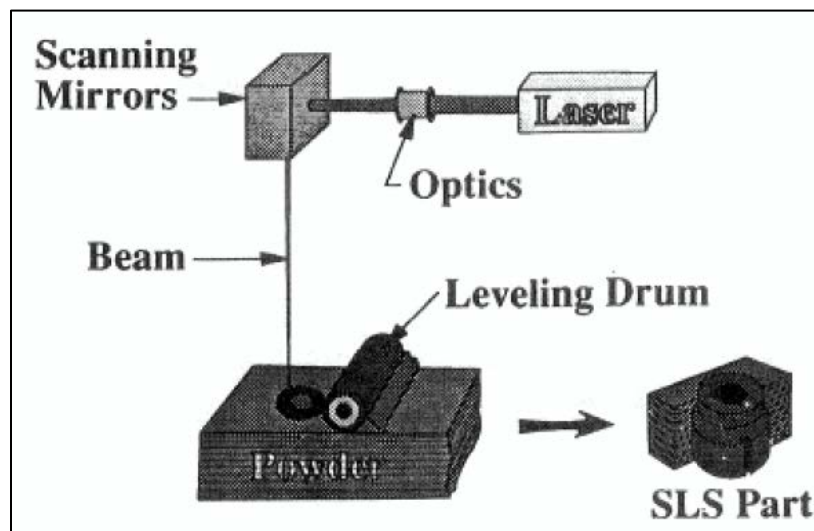 Scanning
Mirrors
Laser
Optics
Beam
Leveling Drum
Powder
SLS Part